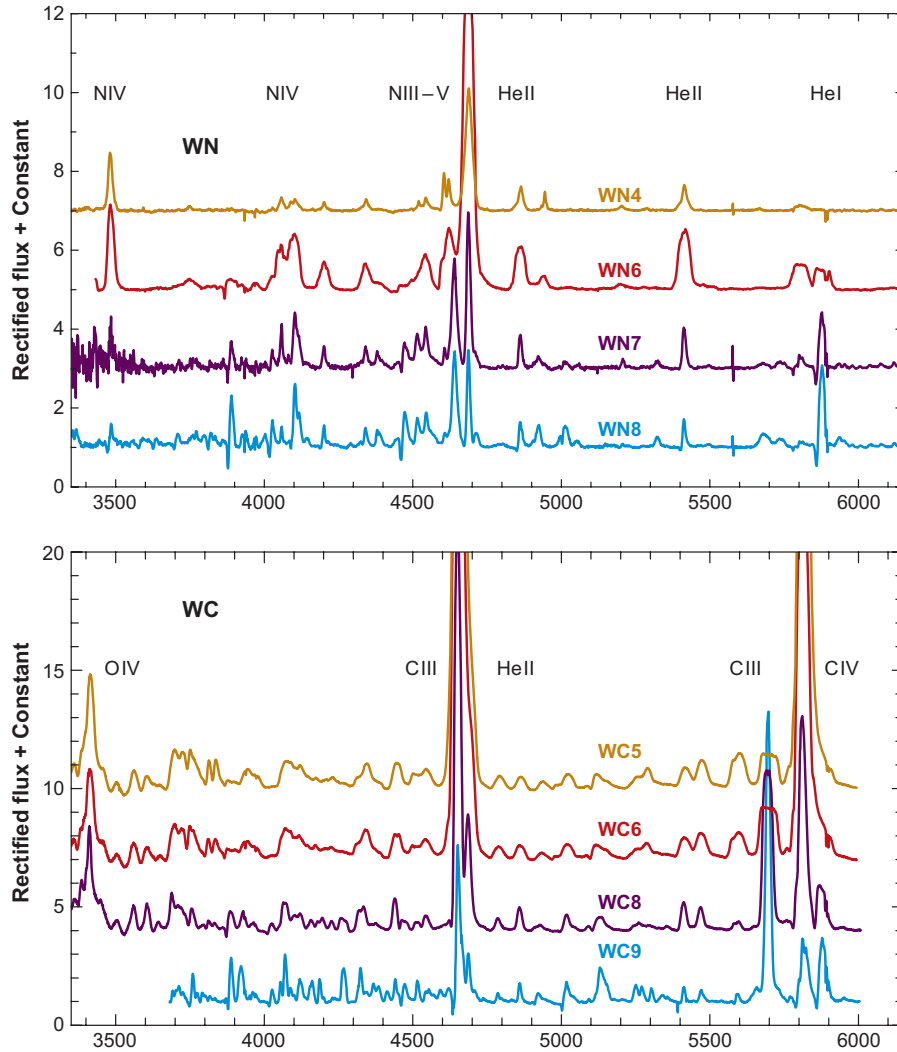 12
10
8
6
4
2
0
Rectified flux + Constant
NIV
NIV
NIII–V
HeII
HeII
HeI
WN
WN4
WN6
WN7
WN8
3500
4000
4500
5000
5500
6000
20
15
10
5
0
Rectified flux + Constant
WC
OIV
CIII
HeII
CIII
CIV
WC5
WC6
WC8
WC9
3500
4000
4500
5000
5500
6000